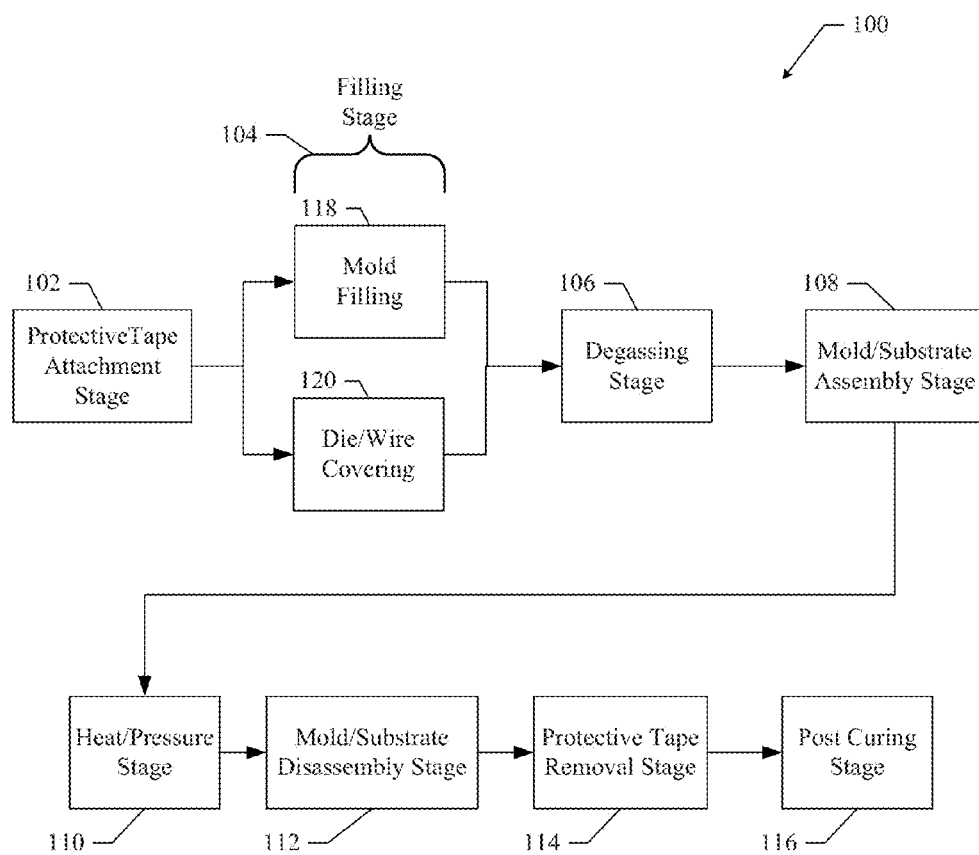 100
Filling
Stage
104
118
Mold
Filling
102
ProtectiveTape
Attachment
Stage
120
Die/Wire
Covering
106
Degassing
Stage
108
Mold/Substrate
Assembly Stage
Heat/Pressure
Stage
110
Mold/Substrate
Disassembly Stage
112
Protective Tape
Removal Stage
114
Post Curing
Stage
116